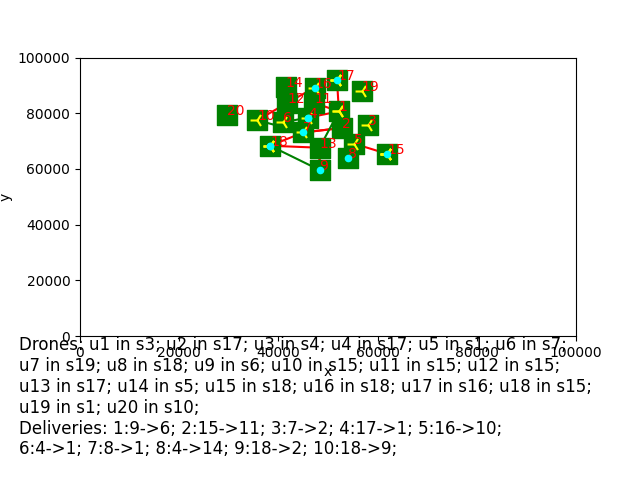 100000
80000
60000
40000
20000
0
y
14
17
19
20
15
0 20000 40000 60000 80000 100000
x
Drones: u1 in s3; u2 in s17; u3 in s4; u4 in s17; u5 in s1; u6 in s7;
u7 in s19; u8 in s18; u9 in s6; u10 in s15; u11 in s15; u12 in s15;
u13 in s17; u14 in s5; u15 in s18; u16 in s18; u17 in s16; u18 in s15;
u19 in s1; u20 in s10;
Deliveries: 1:9->6; 2:15->11; 3:7->2; 4:17->1; 5:16->10;
6:4->1; 7:8->1; 8:4->14; 9:18->2; 10:18->9;